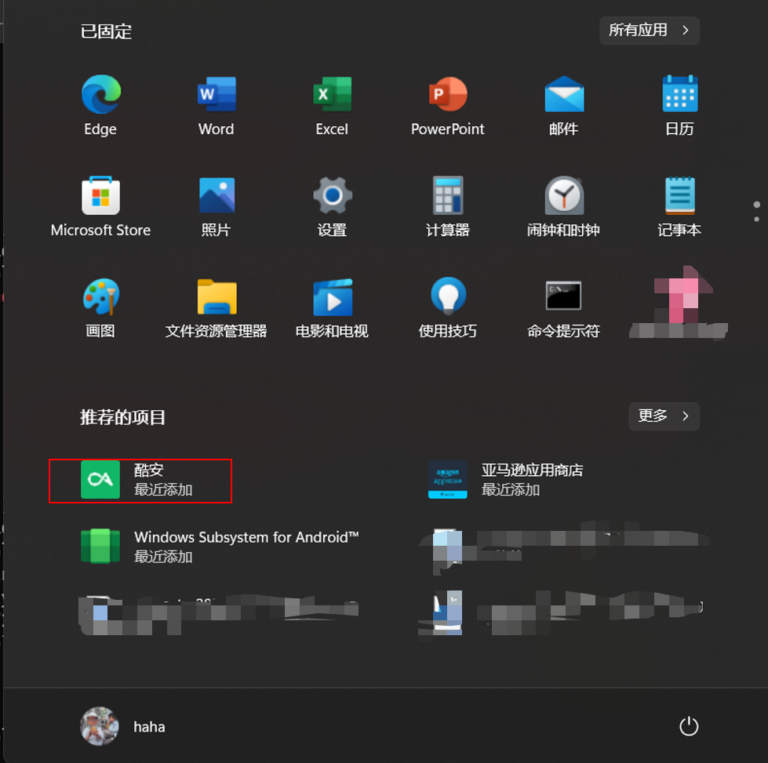 已固定
所有应用
Edge
Word
Excel
PowerPoint
邮件
日历
Microsoft Store
照片
设置
计算器
闹钟和时钟
记事本
画图
文件资源管理器
电影和电视
使用技巧
命令提示符
推荐的项目
更多
酷安
最近添加
亚马逊应用商店
最近添加
Windows Subsystem for Android™
最近添加
haha